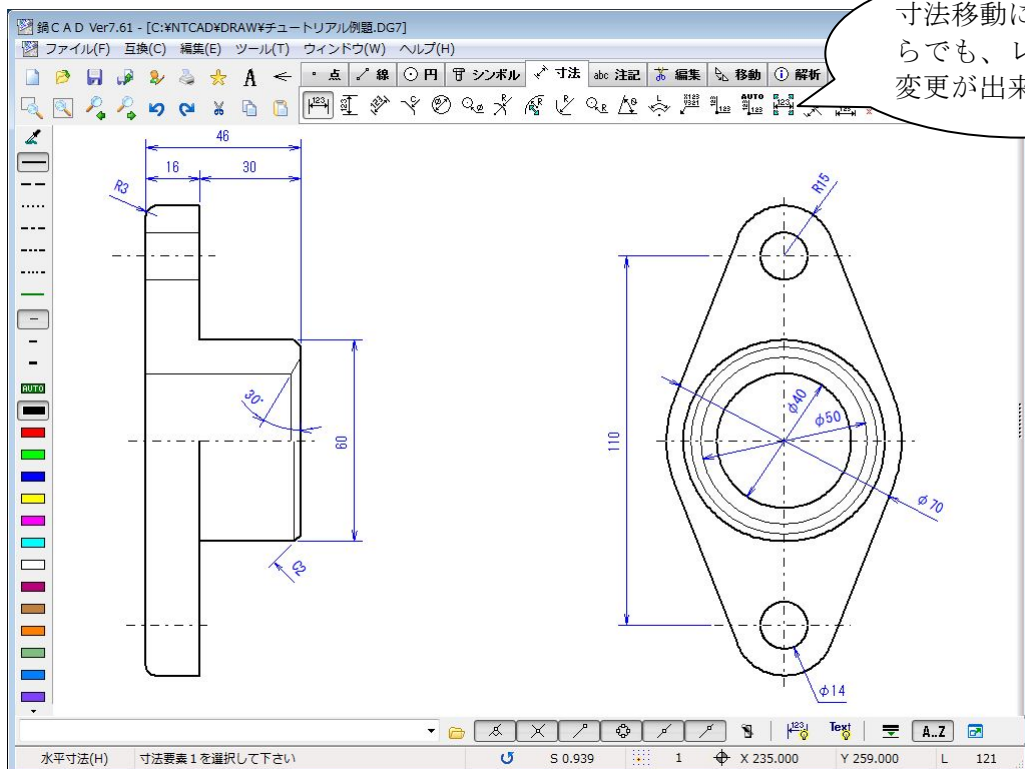 寸法移動に
らでも、レ
変更が出来
鍋CAD Ver7.61 - [C:¥NTCAD¥DRAW¥チュートリアル例題.DG7]
ファイル(F) 互換(C) 編集(E) ツール(T) ウィンドウ(W) ヘルプ(H)
点 線 円 シンボル 寸法 abc 注記 編集 移動 解析
46
16 30
R3
30°
60
C2
R15
110
φ40
φ50
φ70
φ14
AUTO
Text
A..Z
水平寸法(H) 寸法要素1を選択して下さい S 0.939 1 X 235.000 Y 259.000 L 121